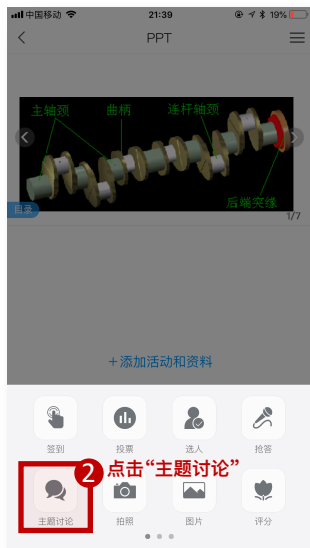 中国移动 21:39 19%
PPT
主轴颈 曲柄 连杆轴颈
后端突缘
目录
1/7
+添加活动和资料
签到 投票 选人 抢答
2 点击“主题讨论”
主题讨论 拍照 图片 评分